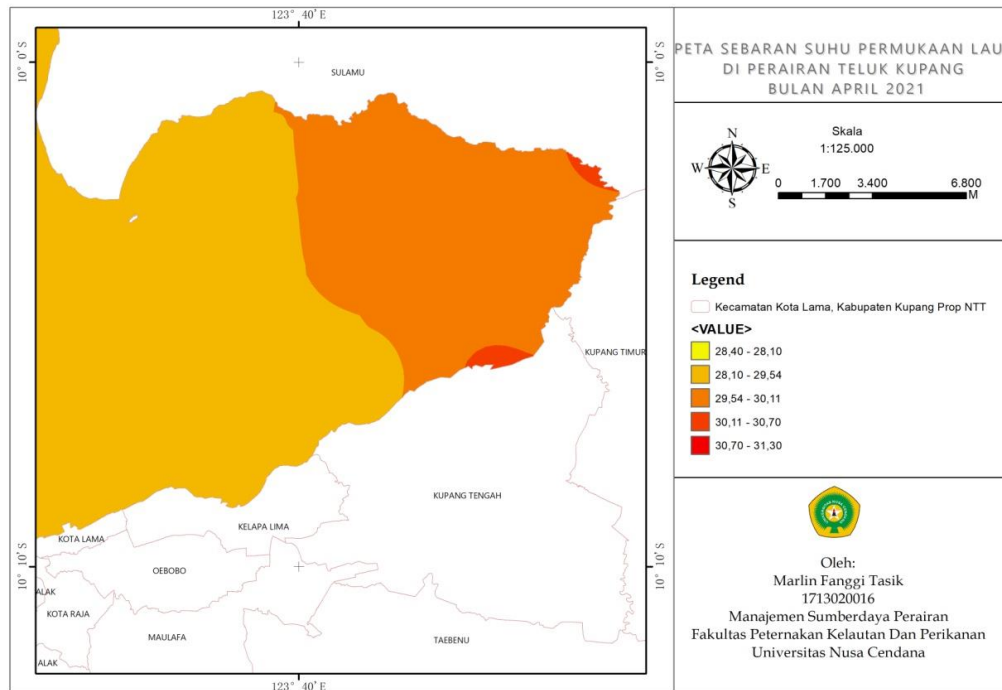 123° 40' E
10° 0' S
10° 0' S
SULAMU
KUPANG TIMUR
KUPANG TENGAH
KELAPA LIMA
KOTA LAMA
OEBOBO
10° 10' S
10° 10' S
ALAK
KOTA RAJA
MAULAFA
TAEBENU
ALAK
123° 40' E
PETA SEBARAN SUHU PERMUKAAN LAU
DI PERAIRAN TELUK KUPANG
BULAN APRIL 2021
N
W E
S
Skala
1:125.000
0 1.700 3.400 6.800
M
Legend
Kecamatan Kota Lama, Kabupaten Kupang Prop NTT
<VALUE>
28,40 - 28,10
28,10 - 29,54
29,54 - 30,11
30,11 - 30,70
30,70 - 31,30
Oleh:
Marlin Fanggi Tasik
1713020016
Manajemen Sumberdaya Perairan
Fakultas Peternakan Kelautan Dan Perikanan
Universitas Nusa Cendana